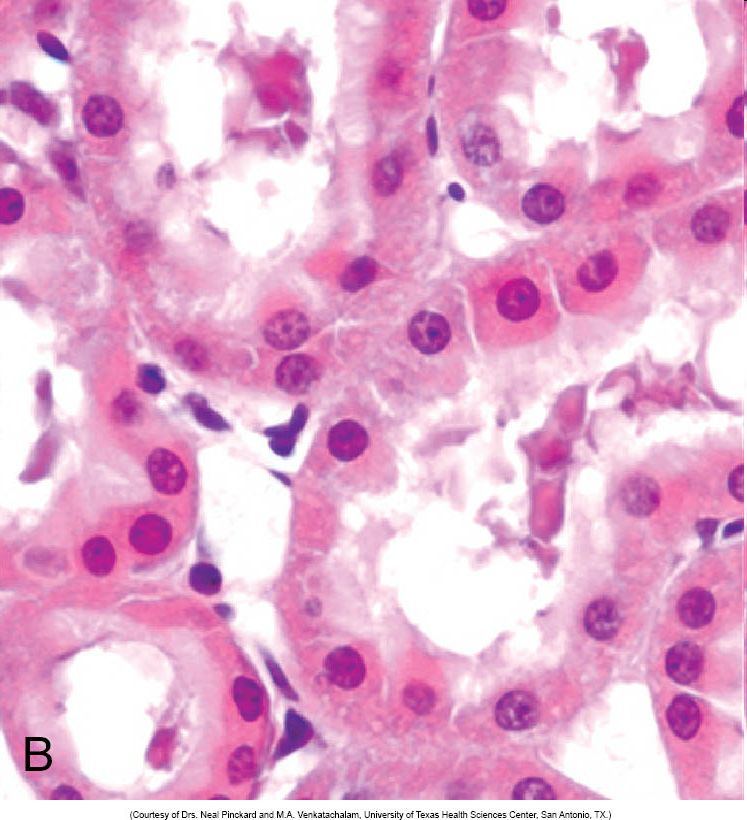 B
(Courtesy of Drs. Neal Pinckard and M.A. Venkatachalam, University of Texas Health Sciences Center, San Antonio, TX.)